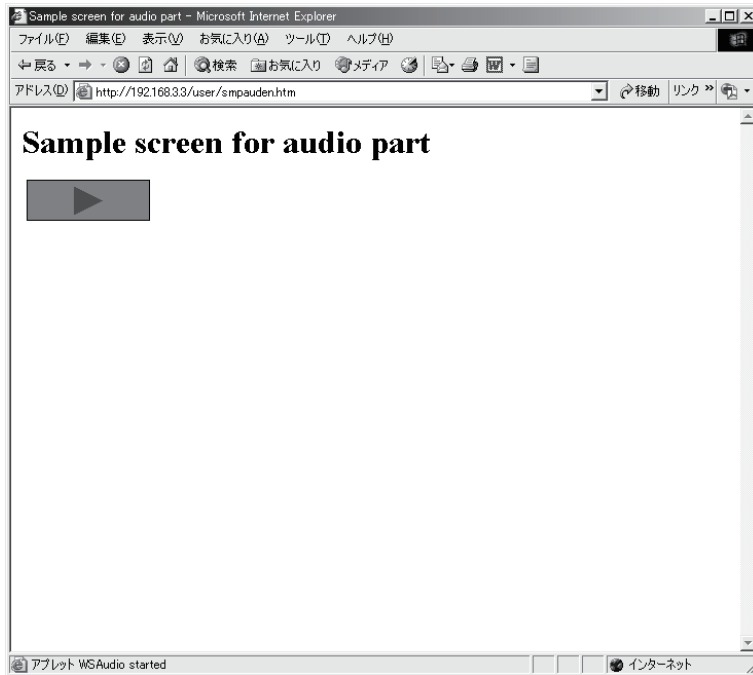 Sample screen for audio part - Microsoft Internet Explorer
ファイル(F) 編集(E) 表示(V) お気に入り(A) ツール(T) ヘルプ(H)
戻る 検索 お気に入り メディア
アドレス(D) http://192.168.3.3/user/smpauden.htm 移動 リンク »
Sample screen for audio part
アプレット WSAudio started インターネット